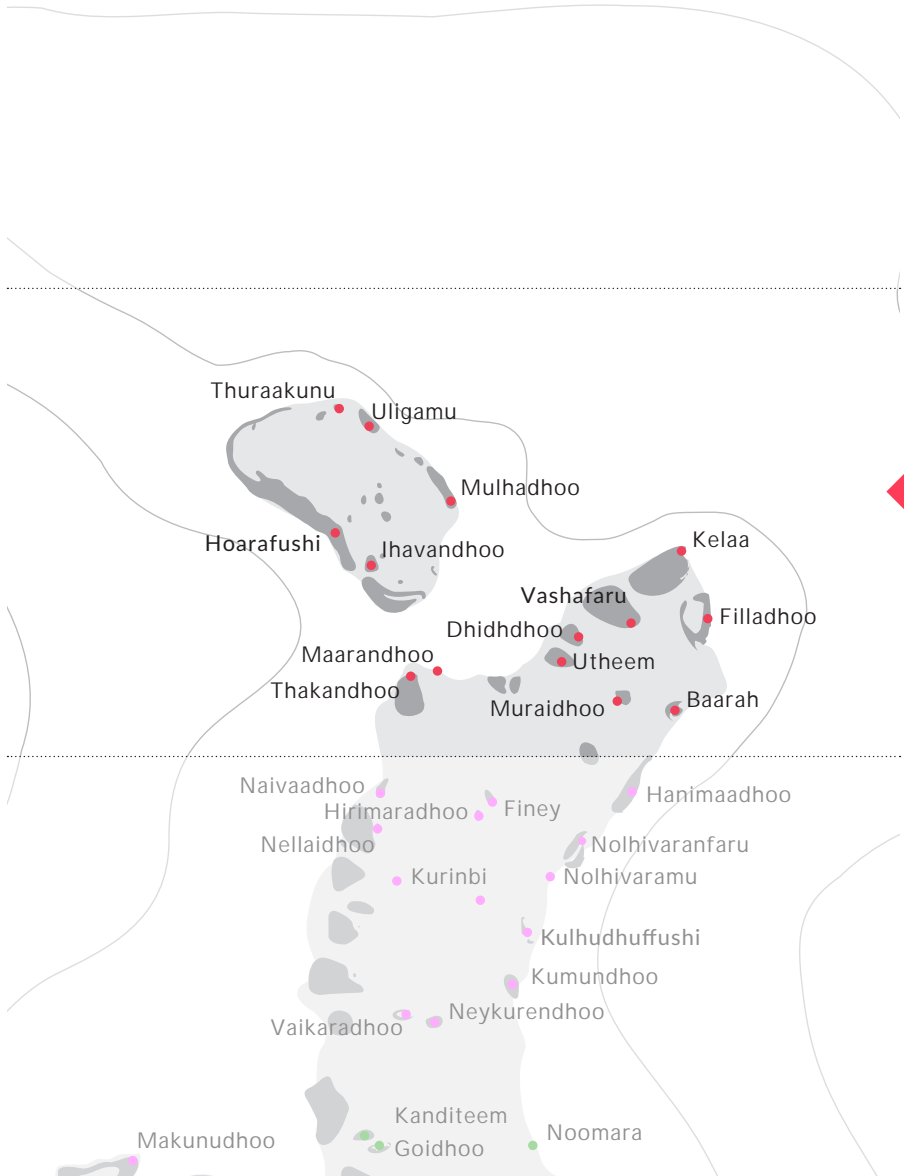 Thuraakunu
Uligamu
Mulhadhoo
Hoarafushi
Ihavandhoo
Kelaa
Vashafaru
Filladhoo
Dhidhdhoo
Maarandhoo
Utheem
Thakandhoo
Muraidhoo
Baarah
Naivaadhoo
Hanimaadhoo
Hirimaradhoo
Finey
Nellaidhoo
Nolhivaranfaru
Kurinbi
Nolhivaramu
Kulhudhuffushi
Kumundhoo
Neykurendhoo
Vaikaradhoo
Kanditeem
Noomara
Makunudhoo
Goidhoo